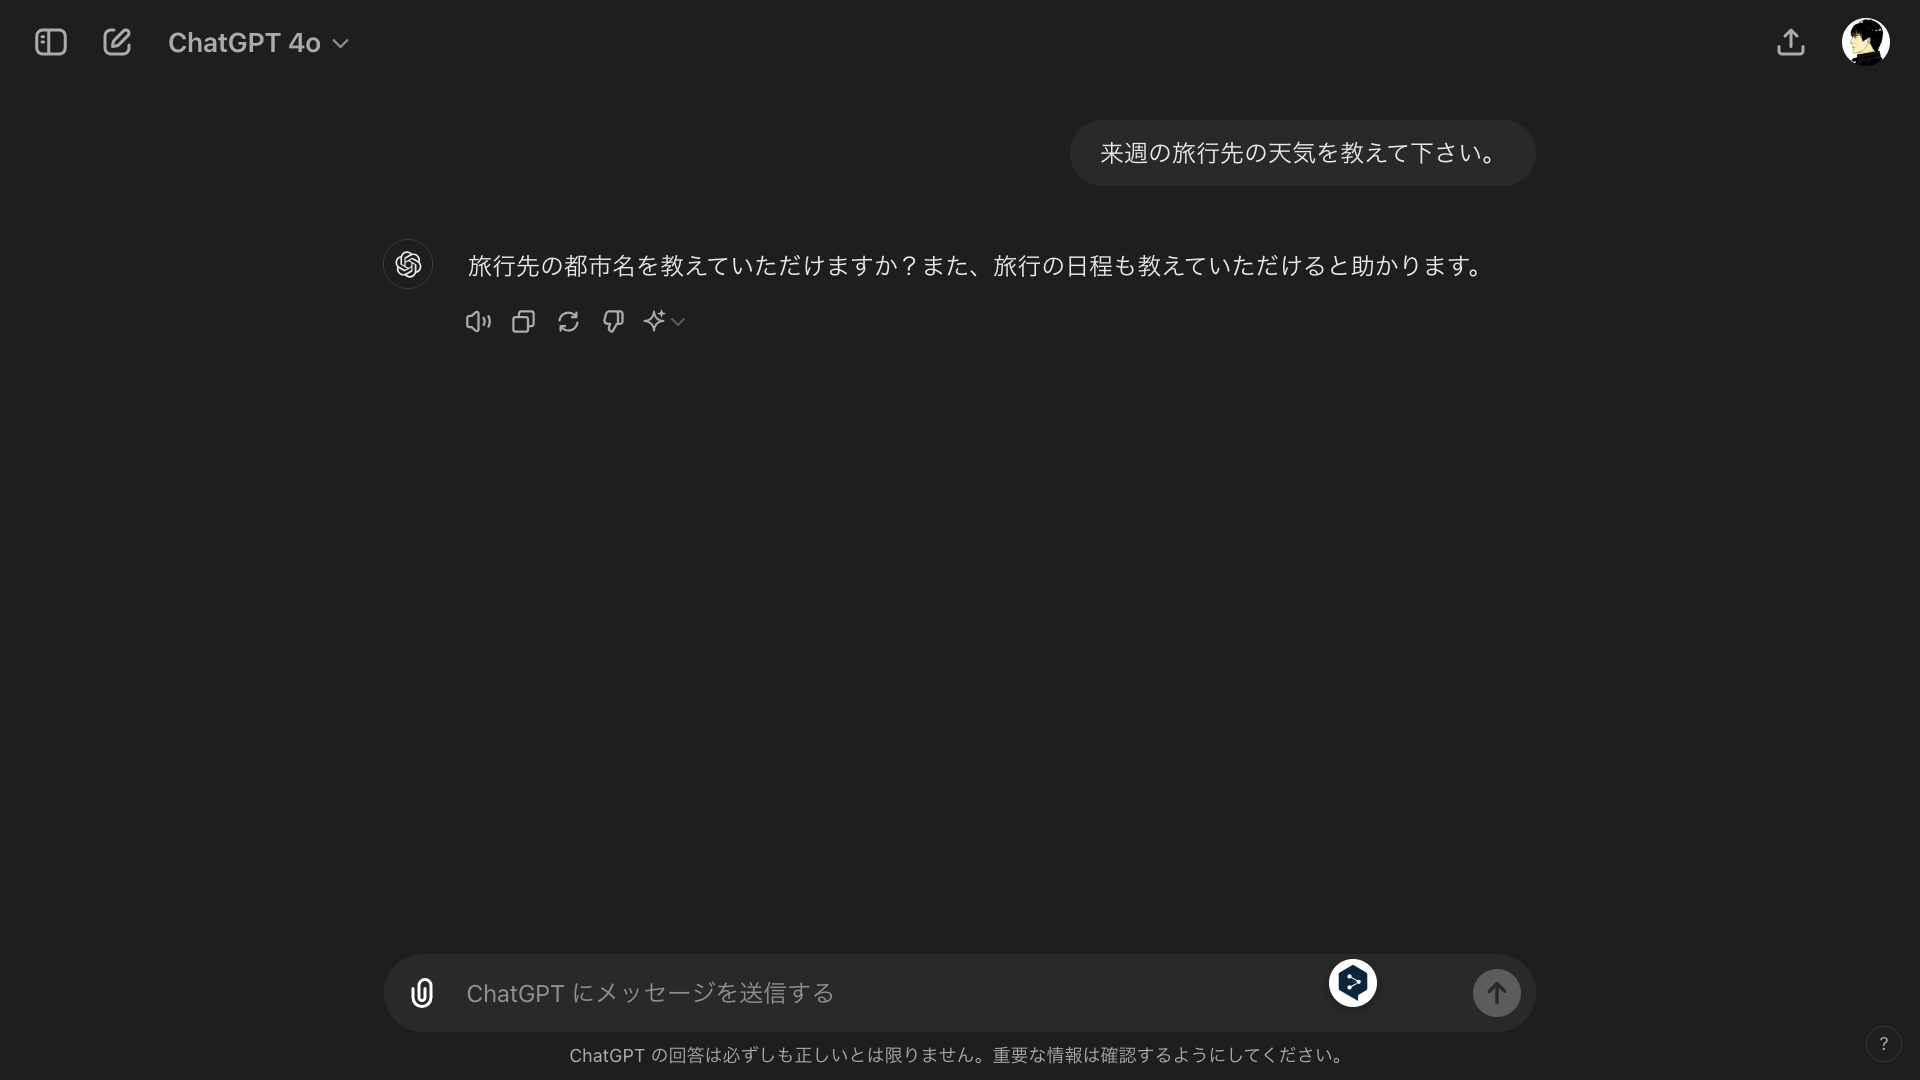 ChatGPT 4o
来週の旅行先の天気を教えて下さい。
旅行先の都市名を教えていただけますか？また、旅行の日程も教えていただけると助かります。
ChatGPT にメッセージを送信する
ChatGPT の回答は必ずしも正しいとは限りません。重要な情報は確認するようにしてください。
?